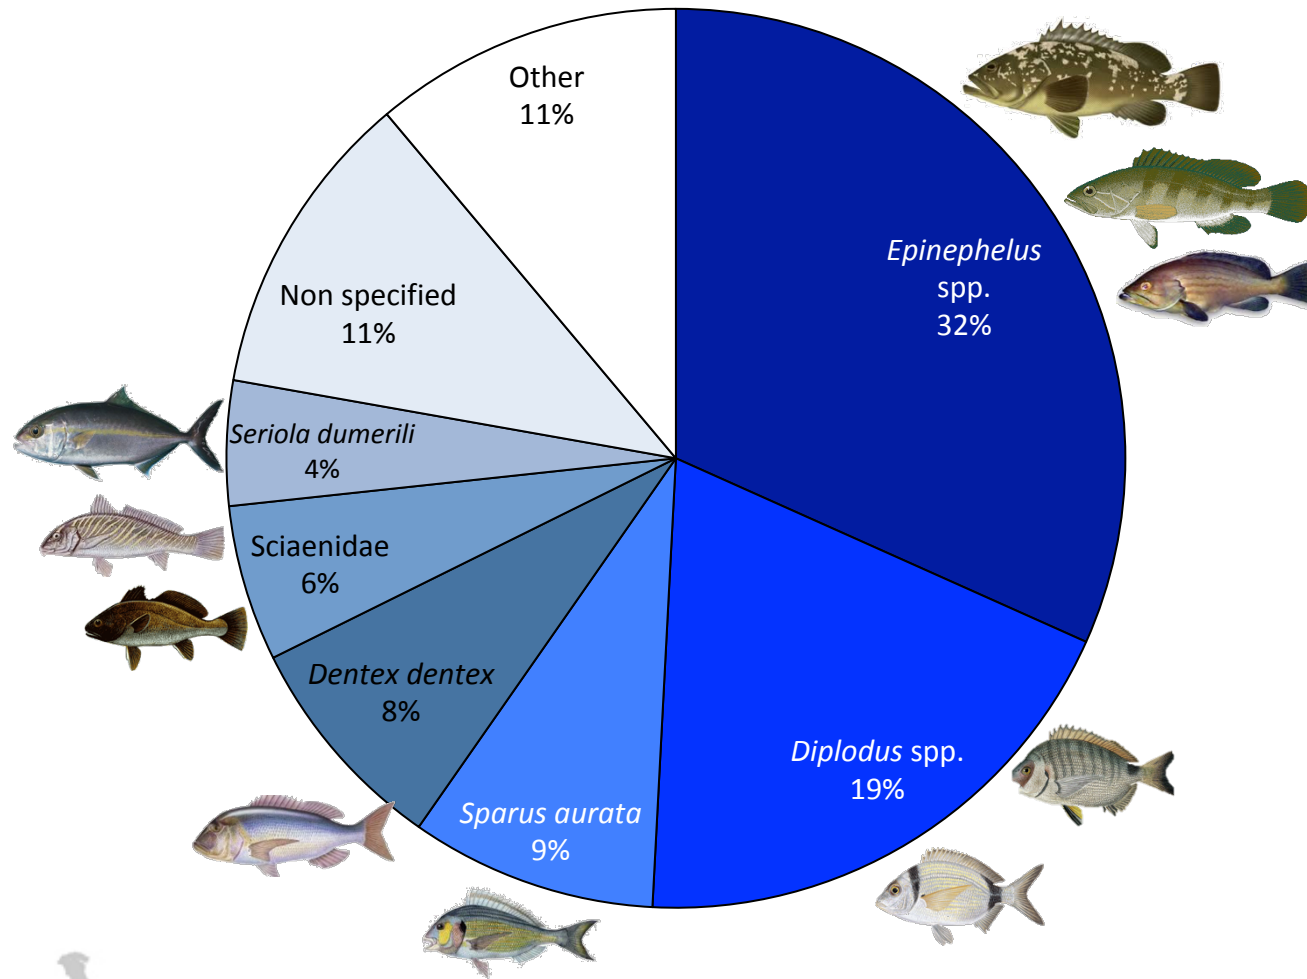 Other
11%
Epinephelus
spp.
32%
Non specified
11%
Seriola dumerili
4%
Sciaenidae
6%
Dentex dentex
8%
Diplodus spp.
19%
Sparus aurata
9%